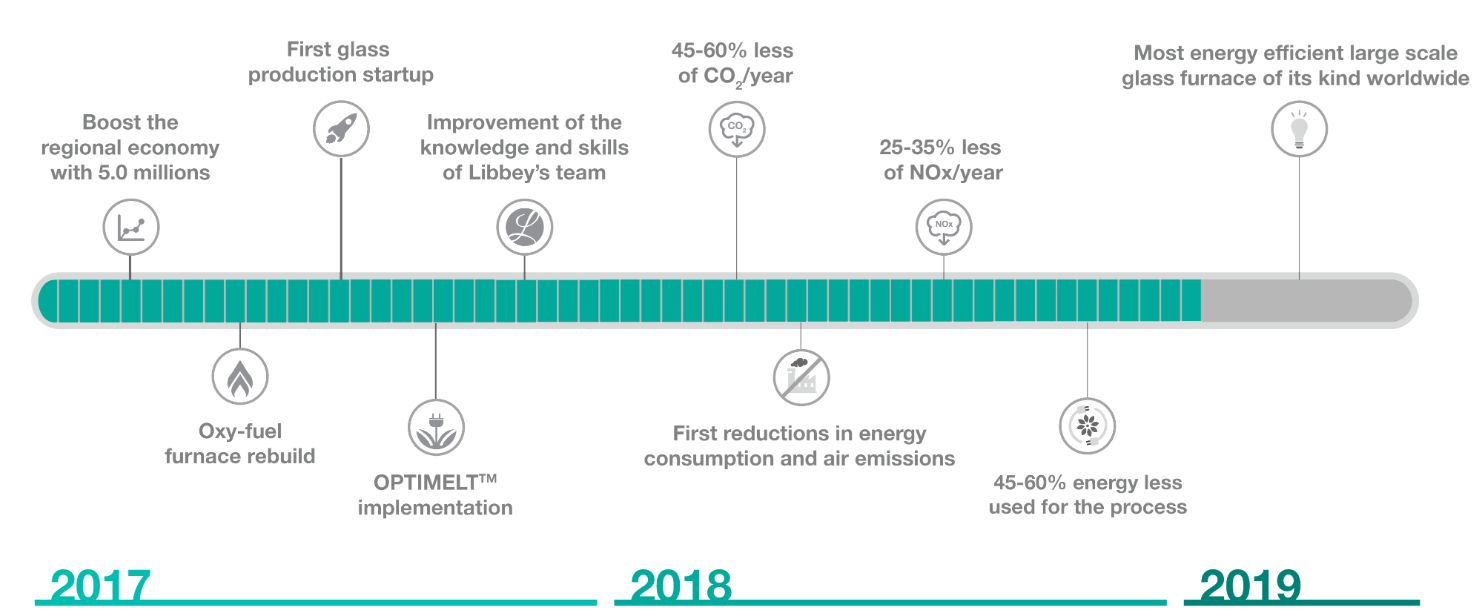 First glass
production startup
45-60% less
of CO₂/year
Most energy efficient large scale
glass furnace of its kind worldwide
Boost the
regional economy
with 5.0 millions
Improvement of the
knowledge and skills
of Libbey's team
25-35% less
of NOx/year
CO₂
NOx
L
Oxy-fuel
furnace rebuild
OPTIMELT™
implementation
First reductions in energy
consumption and air emissions
45-60% energy less
used for the process
2017
2018
2019